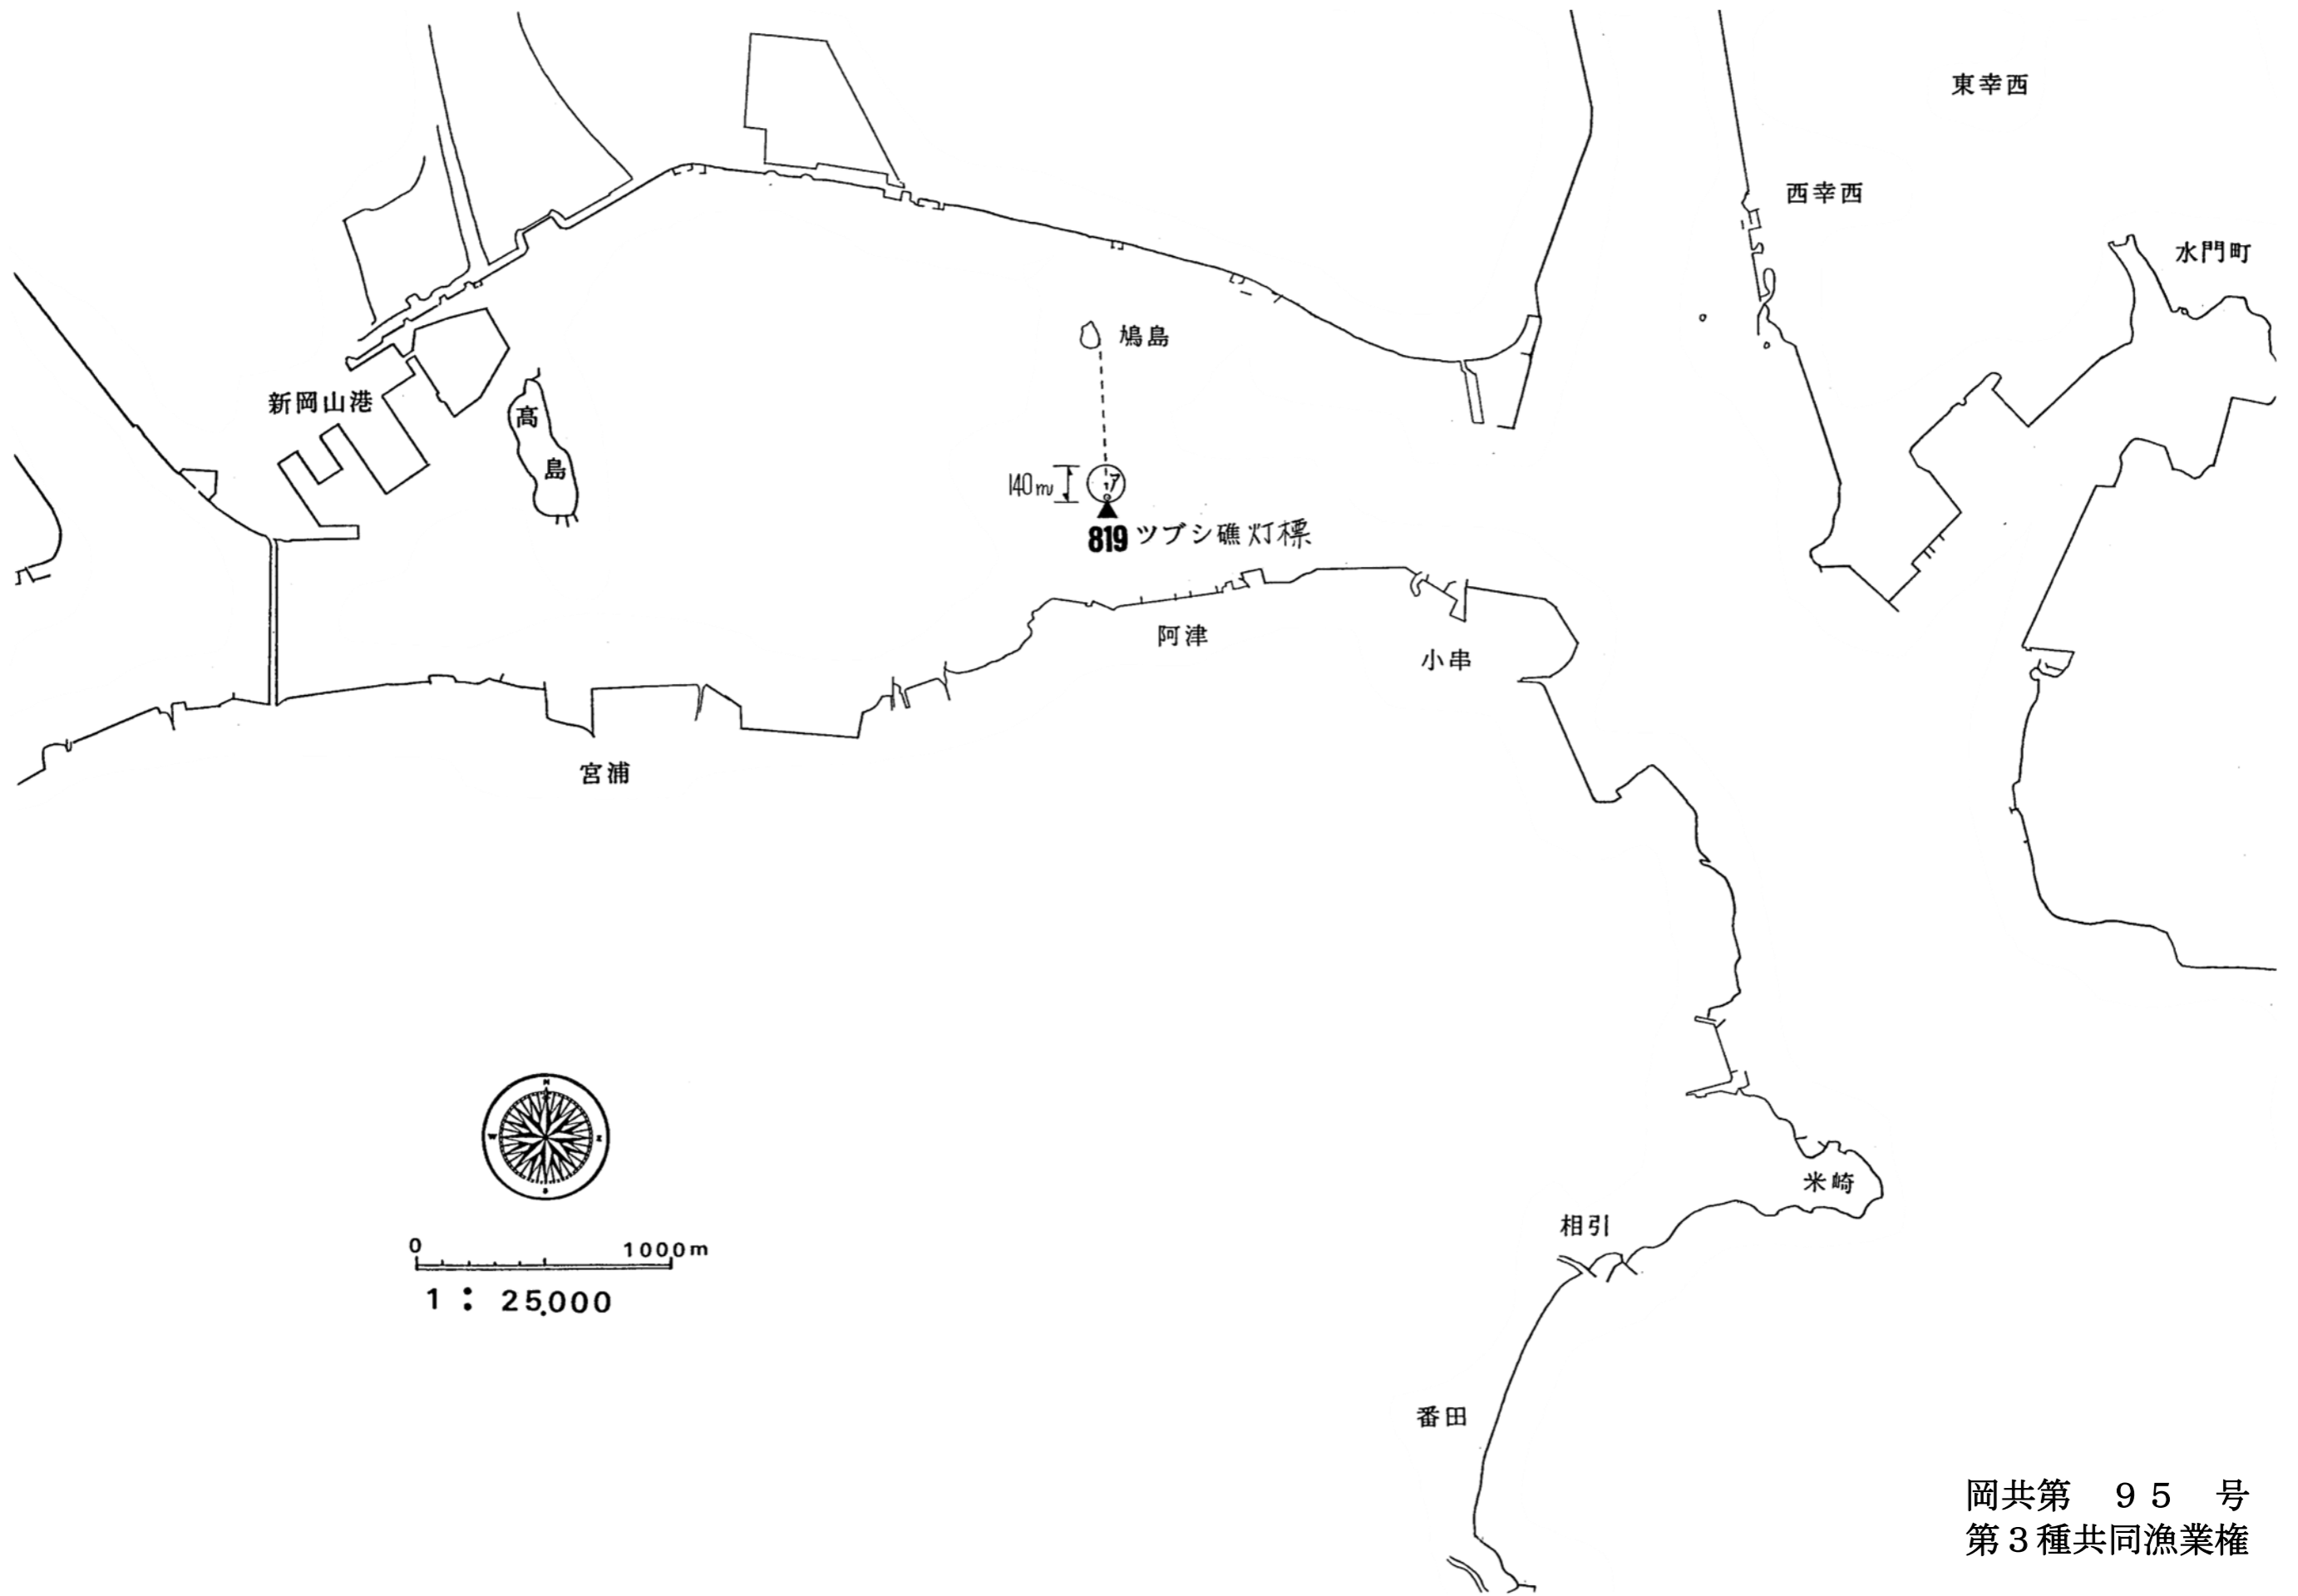 東幸西
西幸西
水門町
鳩島
新岡山港
高島
140m
ア
819 ツブシ礁灯標
阿津
小串
宮浦
N
W
E
S
米崎
相引
0 1000m
1 : 25,000
番田
岡共第 95 号
第3種共同漁業権